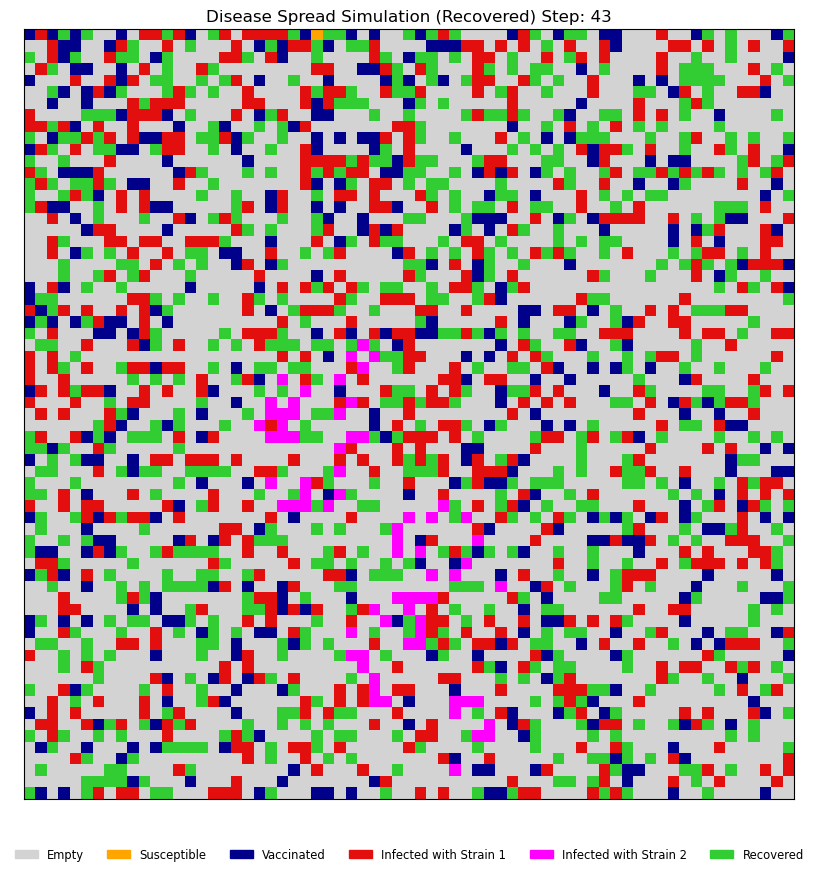 Disease Spread Simulation (Recovered) Step: 43
Empty Susceptible Vaccinated Infected with Strain 1 Infected with Strain 2 Recovered